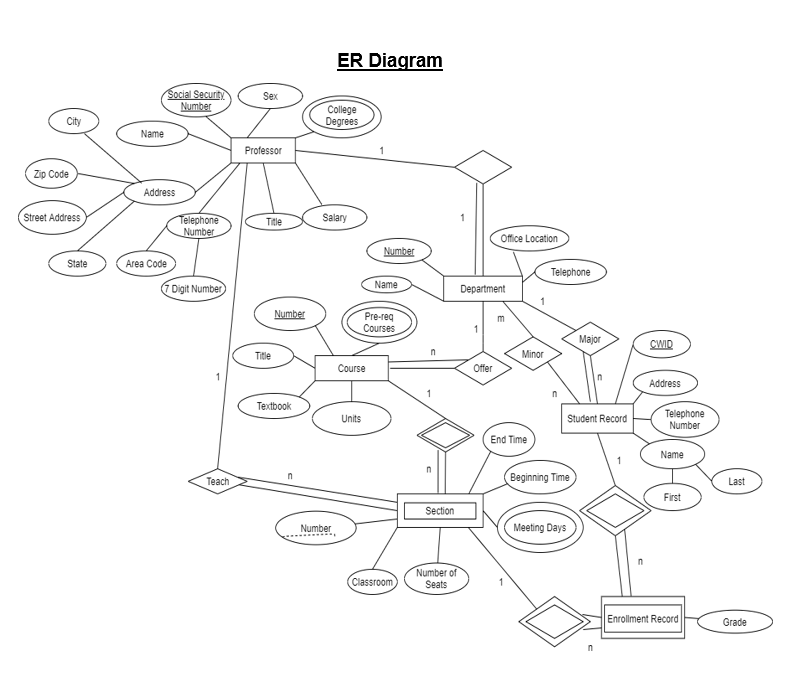 ER Diagram
Social Security
Number
Sex
College
Degrees
City
Name
Professor
1
Zip Code
Address
Street Address
Telephone
Number
Title
Salary
1
State
Area Code
7 Digit Number
Number
Office Location
Name
Department
Telephone
1
m
Number
Pre-req
Courses
1
Title
n
Minor
Major
CWID
Course
Offer
n
1
1
n
Address
Textbook
Units
Student Record
Telephone
Number
End Time
Name
1
Teach
n
n
Beginning Time
Last
First
Section
Number
Meeting Days
n
Classroom
Number of
Seats
1
Enrollment Record
Grade
n